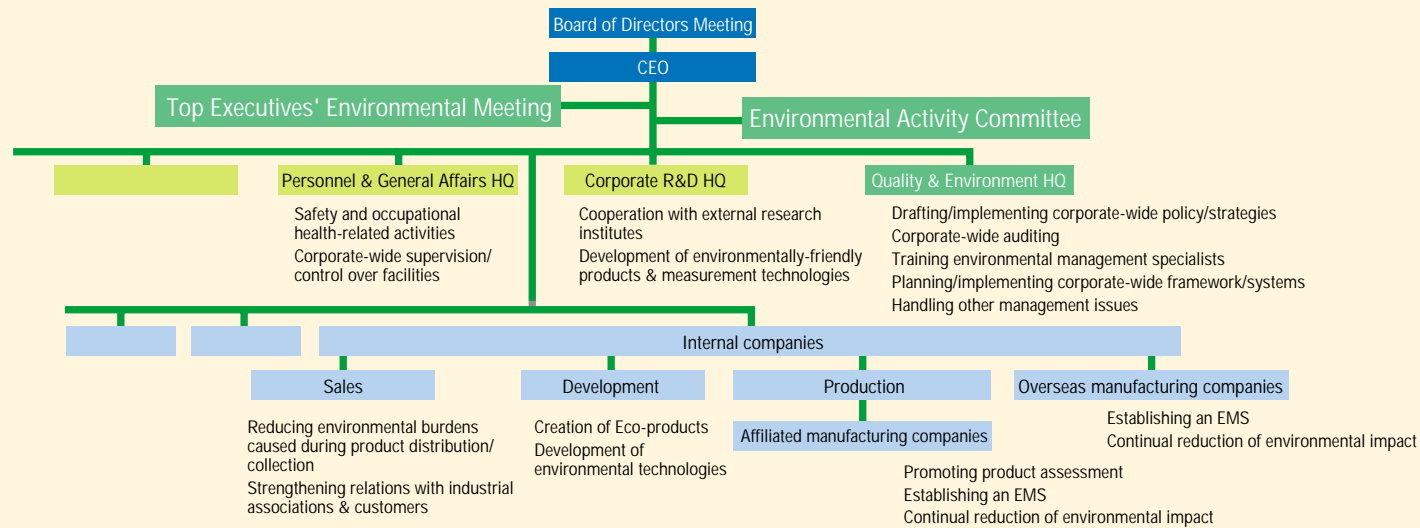 Board of Directors Meeting
CEO
Top Executives' Environmental Meeting
Environmental Activity Committee
Personnel & General Affairs HQ
Safety and occupational
health-related activities
Corporate-wide supervision/
control over facilities
Corporate R&D HQ
Cooperation with external research
institutes
Development of environmentally-friendly
products & measurement technologies
Quality & Environment HQ
Drafting/implementing corporate-wide policy/strategies
Corporate-wide auditing
Training environmental management specialists
Planning/implementing corporate-wide framework/systems
Handling other management issues
Internal companies
Sales
Reducing environmental burdens
caused during product distribution/
collection
Strengthening relations with industrial
associations & customers
Development
Creation of Eco-products
Development of
environmental technologies
Production
Affiliated manufacturing companies
Promoting product assessment
Establishing an EMS
Continual reduction of environmental impact
Overseas manufacturing companies
Establishing an EMS
Continual reduction of environmental impact